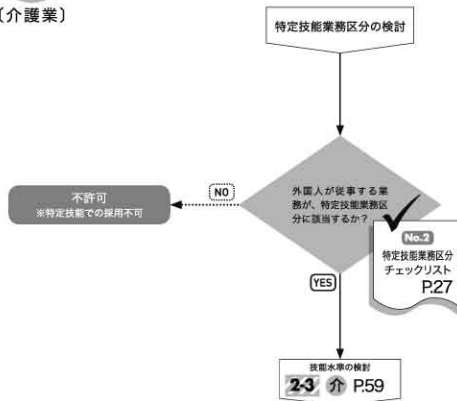 〔介護業〕
特定技能業務区分の検討
外国人が従事する業
務が、特定技能業務区
分に該当するか？
NO
不許可
※特定技能での採用不可
No.2
特定技能業務区分
チェックリスト
P.27
YES
技能水準の検討
2-3 介 P.59